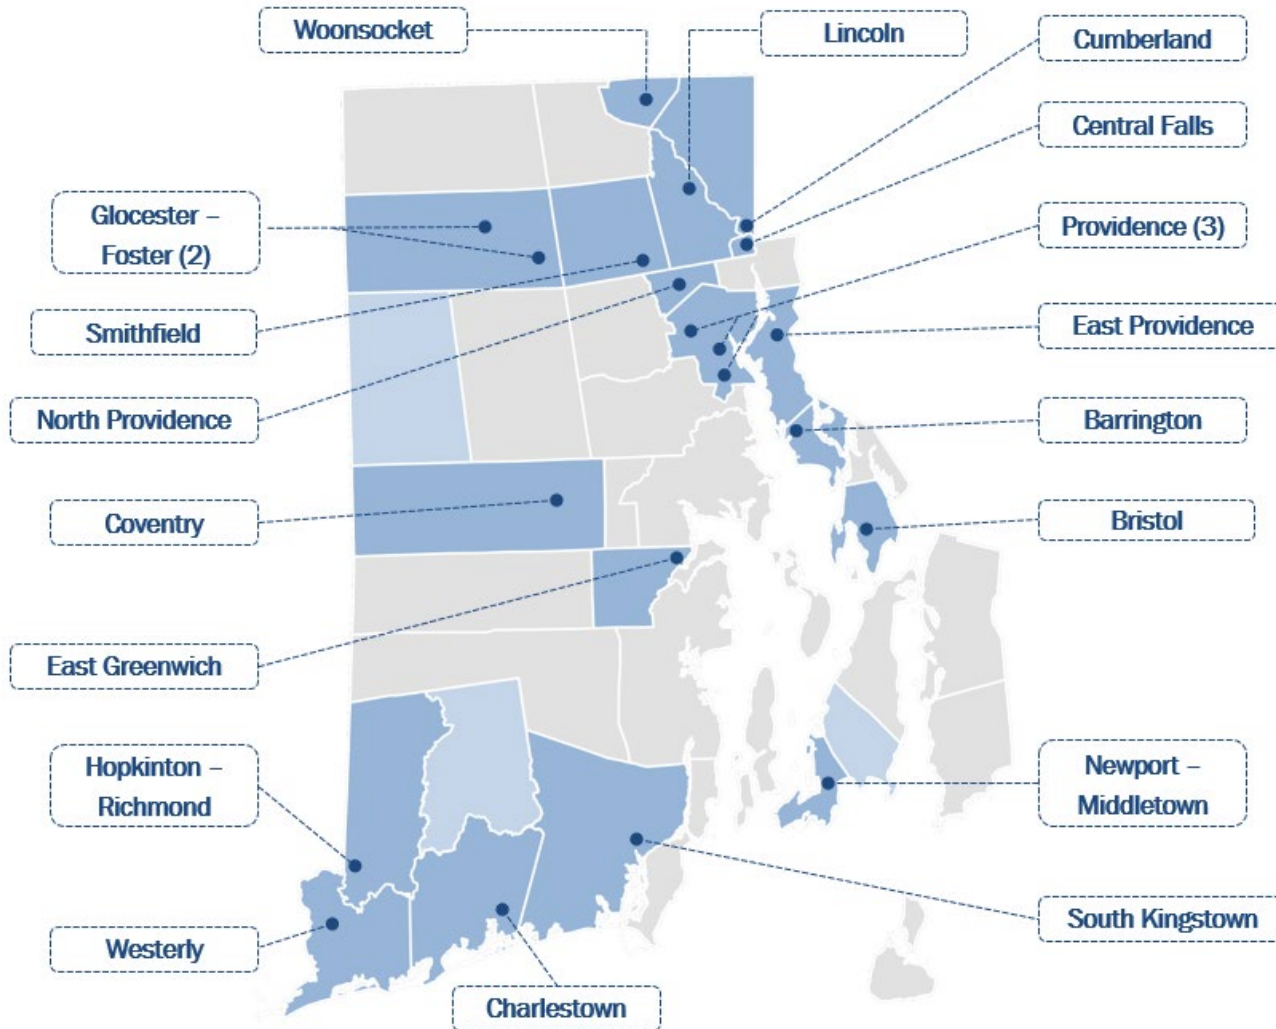 Woonsocket
Lincoln
Cumberland
Central Falls
Glocester –
Foster (2)
Providence (3)
Smithfield
East Providence
North Providence
Barrington
Coventry
Bristol
East Greenwich
Hopkinton –
Richmond
Newport –
Middletown
Westerly
South Kingstown
Charlestown